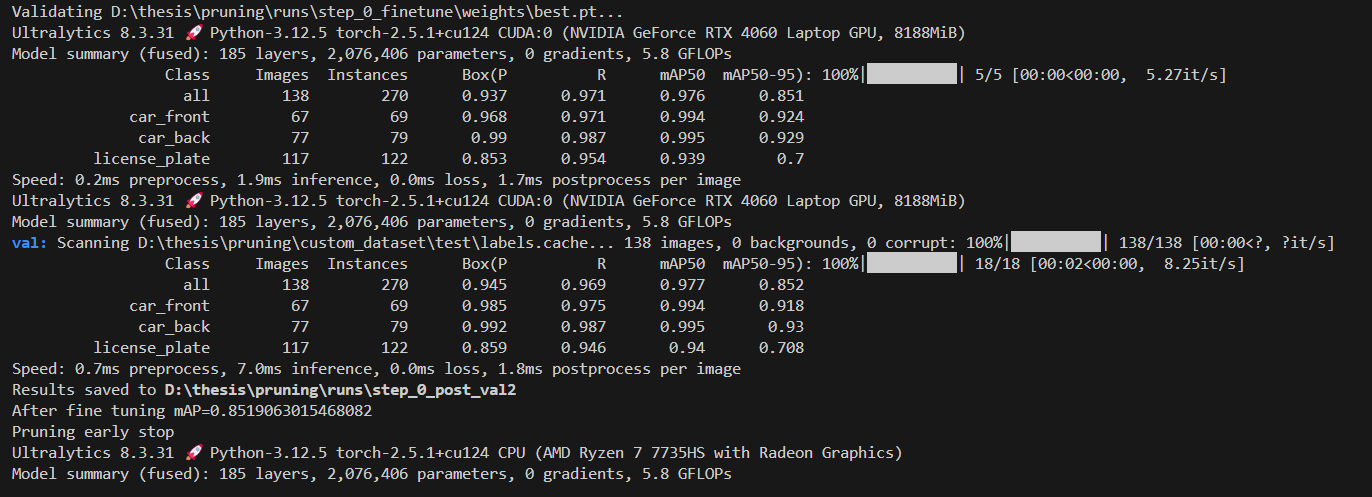 Validating D:\thesis\pruning\runs\step_0_finetune\weights\best.pt...
Ultralytics 8.3.31 🚀 Python-3.12.5 torch-2.5.1+cu124 CUDA:0 (NVIDIA GeForce RTX 4060 Laptop GPU, 8188MiB)
Model summary (fused): 185 layers, 2,076,406 parameters, 0 gradients, 5.8 GFLOPs
Class Images Instances Box(P R mAP50 mAP50-95): 100%|██████████| 5/5 [00:00<00:00, 5.27it/s]
all 138 270 0.937 0.971 0.976 0.851
car_front 67 69 0.968 0.971 0.994 0.924
car_back 77 79 0.99 0.987 0.995 0.929
license_plate 117 122 0.853 0.954 0.939 0.7
Speed: 0.2ms preprocess, 1.9ms inference, 0.0ms loss, 1.7ms postprocess per image
Ultralytics 8.3.31 🚀 Python-3.12.5 torch-2.5.1+cu124 CUDA:0 (NVIDIA GeForce RTX 4060 Laptop GPU, 8188MiB)
Model summary (fused): 185 layers, 2,076,406 parameters, 0 gradients, 5.8 GFLOPs
val: Scanning D:\thesis\pruning\custom_dataset\test\labels.cache... 138 images, 0 backgrounds, 0 corrupt: 100%|██████████| 138/138 [00:00<?, ?it/s]
Class Images Instances Box(P R mAP50 mAP50-95): 100%|██████████| 18/18 [00:02<00:00, 8.25it/s]
all 138 270 0.945 0.969 0.977 0.852
car_front 67 69 0.985 0.975 0.994 0.918
car_back 77 79 0.992 0.987 0.995 0.93
license_plate 117 122 0.859 0.946 0.94 0.708
Speed: 0.7ms preprocess, 7.0ms inference, 0.0ms loss, 1.8ms postprocess per image
Results saved to D:\thesis\pruning\runs\step_0_post_val2
After fine tuning mAP=0.8519063015468082
Pruning early stop
Ultralytics 8.3.31 🚀 Python-3.12.5 torch-2.5.1+cu124 CPU (AMD Ryzen 7 7735HS with Radeon Graphics)
Model summary (fused): 185 layers, 2,076,406 parameters, 0 gradients, 5.8 GFLOPs